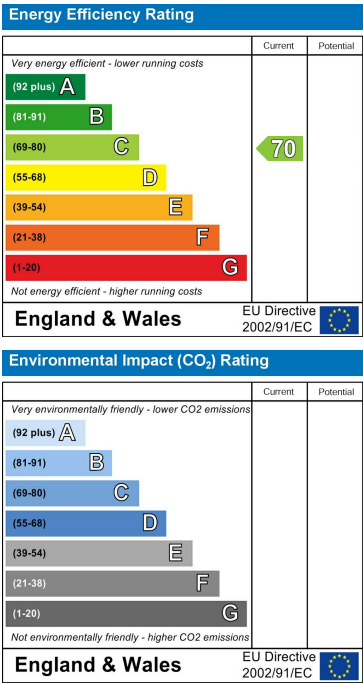 Energy Efficiency Rating
Current Potential
Very energy efficient - lower running costs
(92 plus) A
(81-91) B
(69-80) C
70
(55-68) D
(39-54) E
(21-38) F
(1-20) G
Not energy efficient - higher running costs
England & Wales
EU Directive
2002/91/EC
Environmental Impact (CO₂) Rating
Current Potential
Very environmentally friendly - lower CO2 emissions
(92 plus) A
(81-91) B
(69-80) C
(55-68) D
(39-54) E
(21-38) F
(1-20) G
Not environmentally friendly - higher CO2 emissions
England & Wales
EU Directive
2002/91/EC